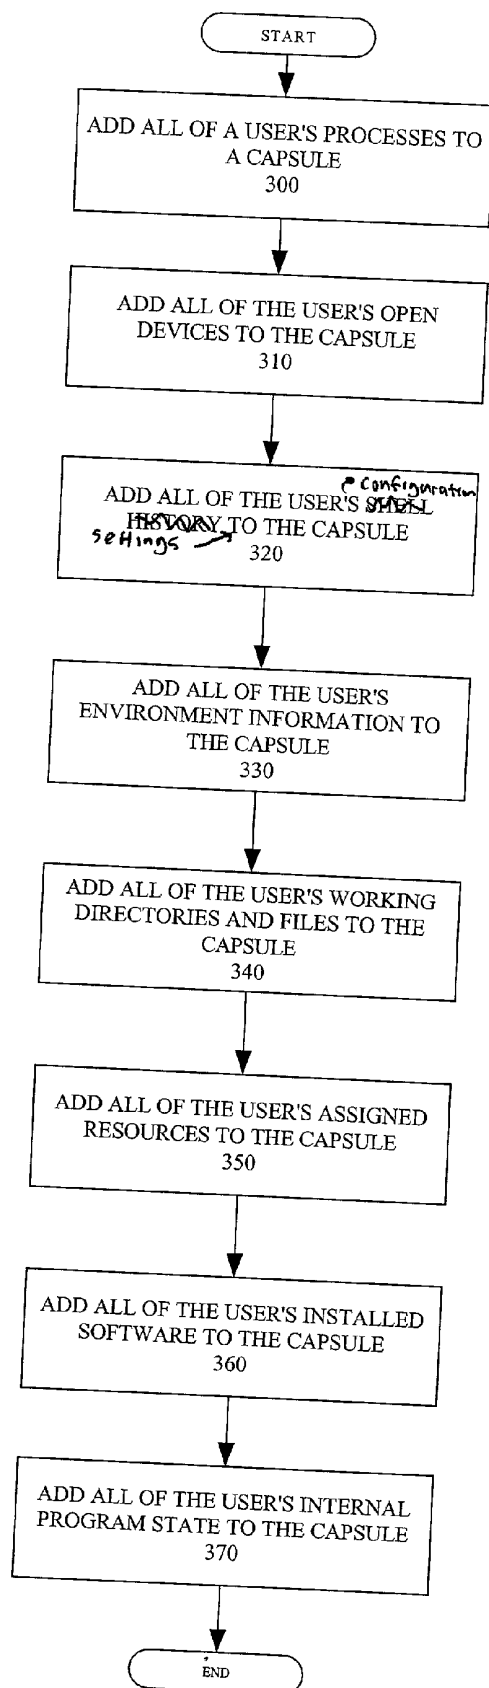 START
ADD ALL OF A USER'S PROCESSES TO
A CAPSULE
300
ADD ALL OF THE USER'S OPEN
DEVICES TO THE CAPSULE
310
configuration
ADD ALL OF THE USER'S SHELL
HISTORY TO THE CAPSULE
settings
320
ADD ALL OF THE USER'S
ENVIRONMENT INFORMATION TO
THE CAPSULE
330
ADD ALL OF THE USER'S WORKING
DIRECTORIES AND FILES TO THE
CAPSULE
340
ADD ALL OF THE USER'S ASSIGNED
RESOURCES TO THE CAPSULE
350
ADD ALL OF THE USER'S INSTALLED
SOFTWARE TO THE CAPSULE
360
ADD ALL OF THE USER'S INTERNAL
PROGRAM STATE TO THE CAPSULE
370
END